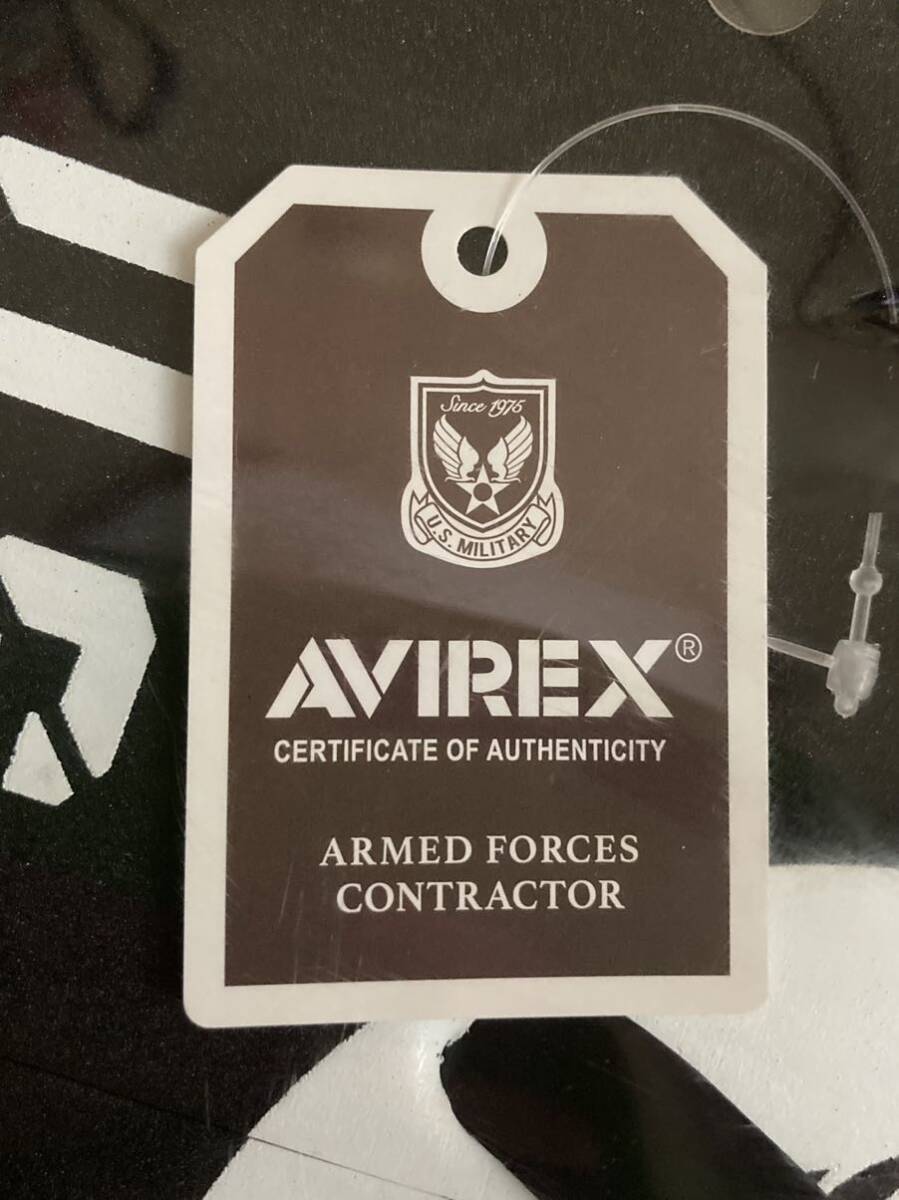 Since 1975
U.S. MILITARY
AVIREX®
CERTIFICATE OF AUTHENTICITY
ARMED FORCES
CONTRACTOR